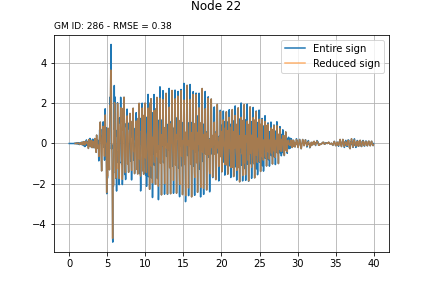 Node 22
GM ID: 286 - RMSE = 0.38
Entire sign
Reduced sign
4
2
0
−2
−4
0 5 10 15 20 25 30 35 40